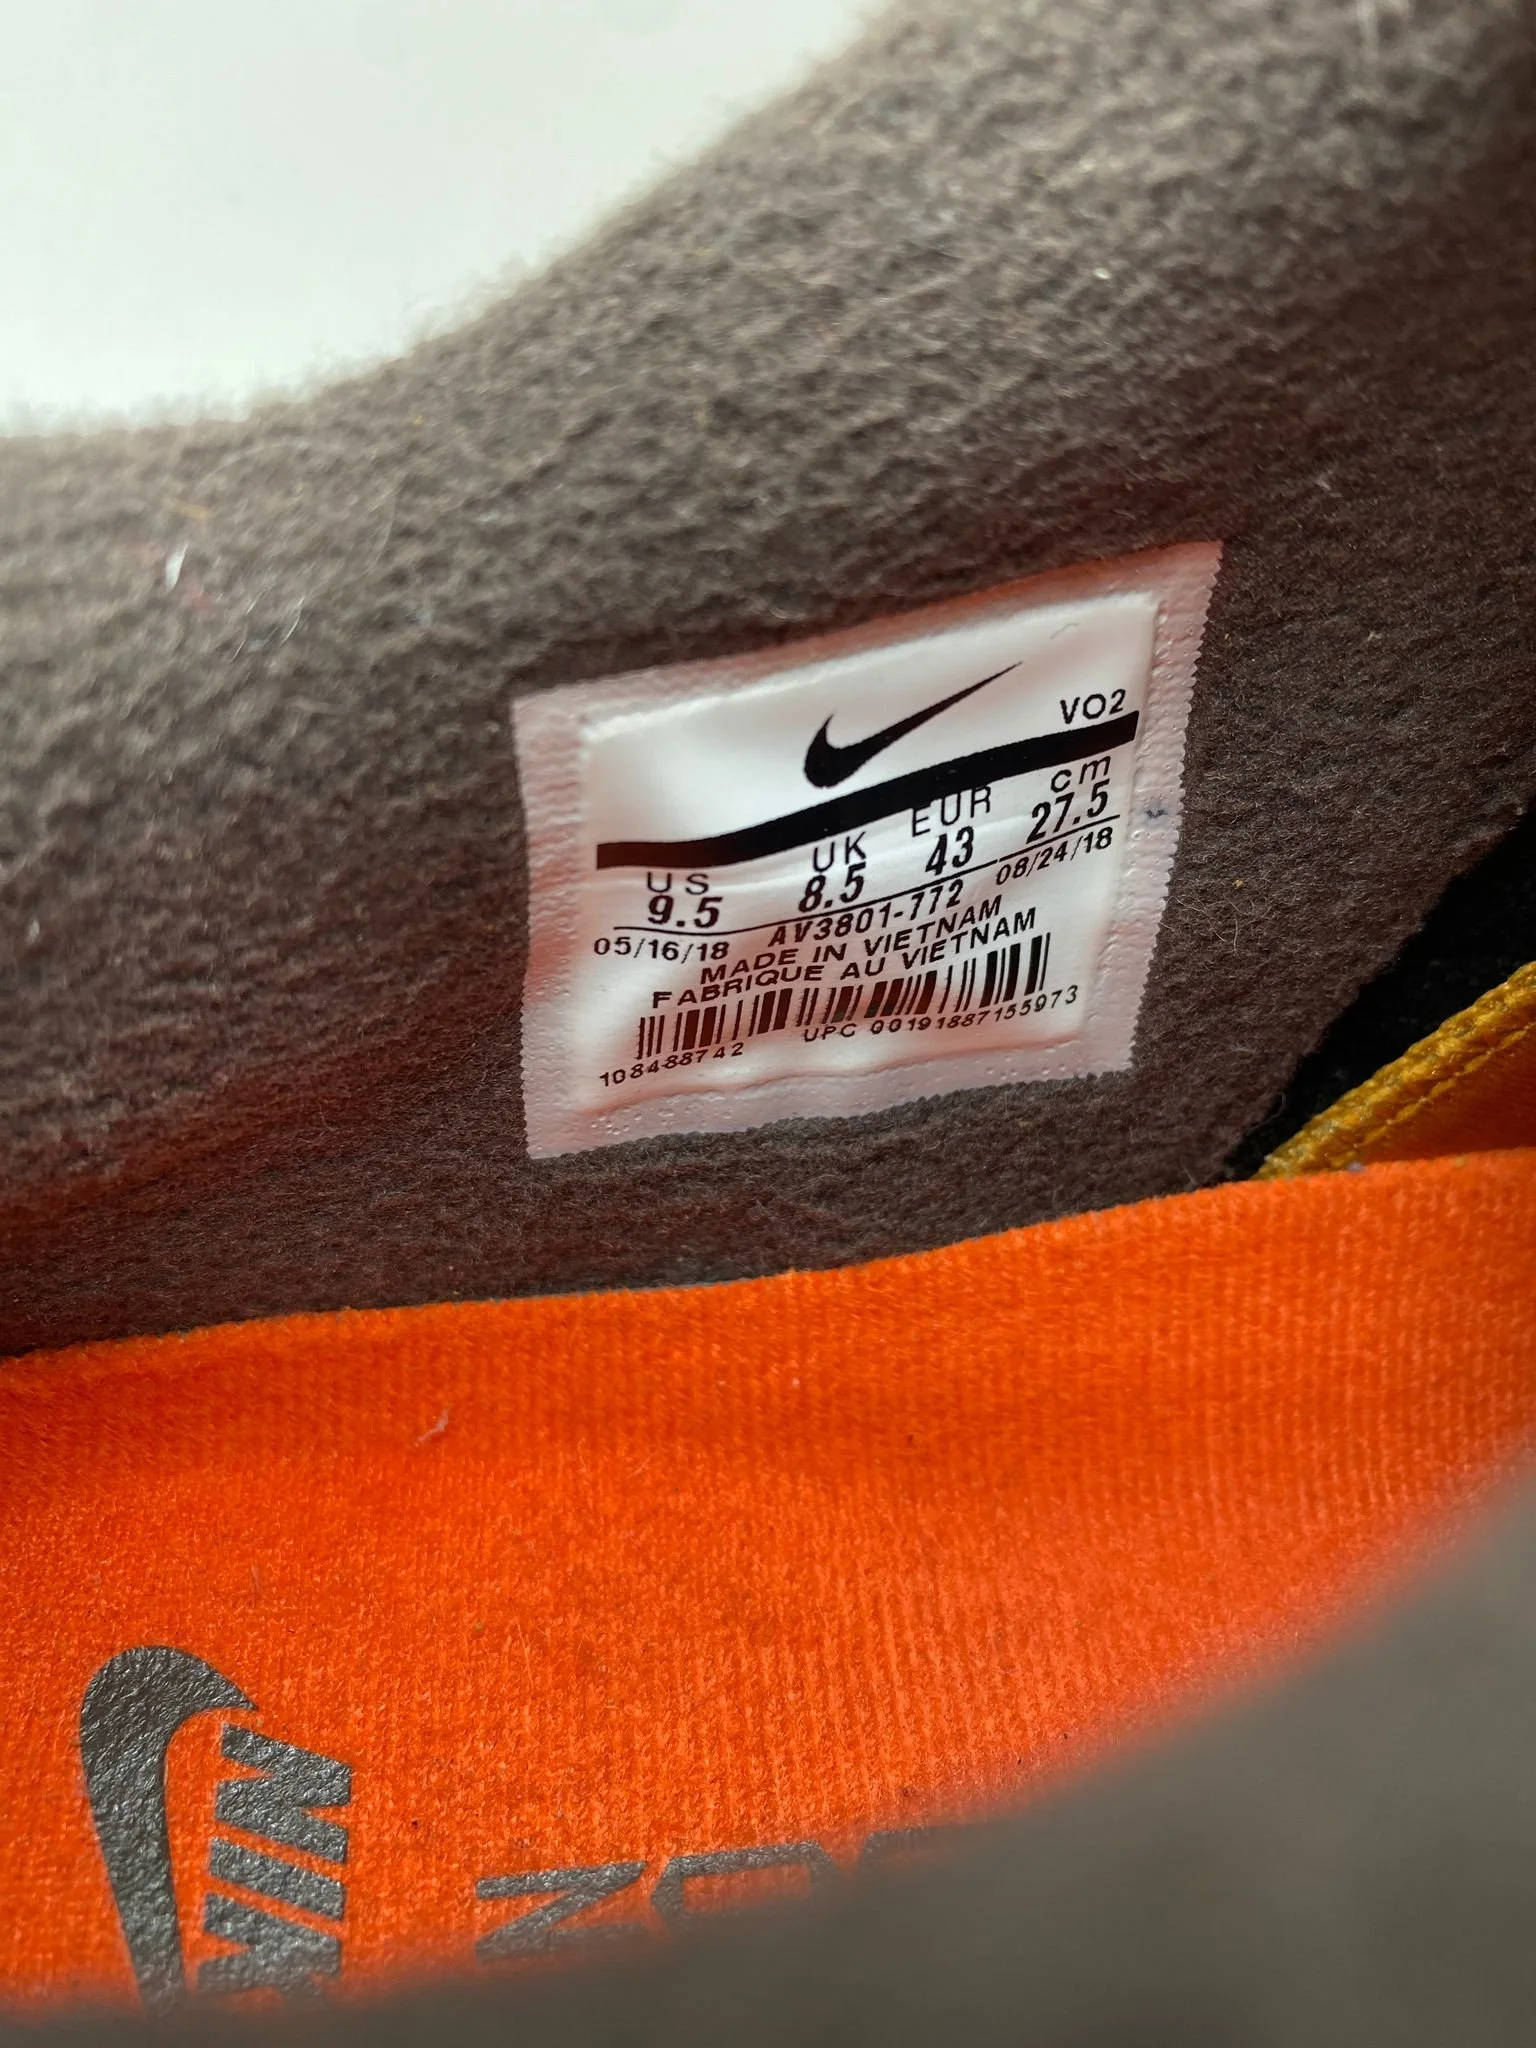 VO2
US UK EUR cm
9.5 8.5 43 27.5
05/16/18 AV3801-772 08/24/18
MADE IN VIETNAM
FABRIQUE AU VIETNAM
108488742 UPC 00191887155973